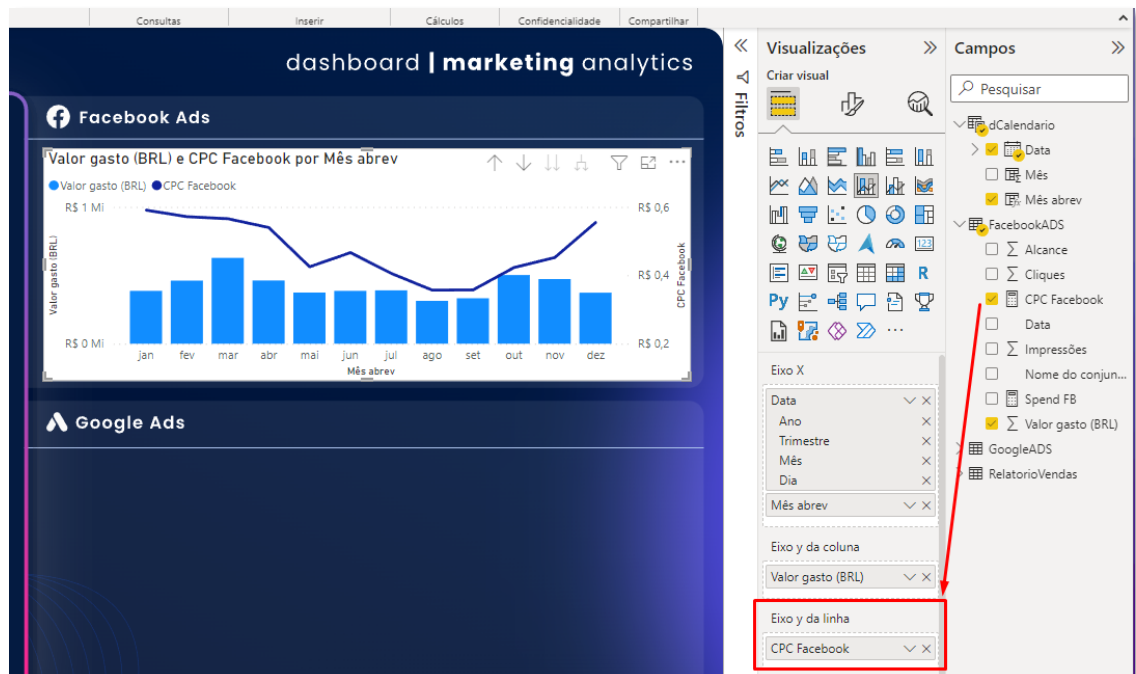 Consultas Inserir Cálculos Confidencialidade Compartilhar
dashboard | marketing analytics
Facebook Ads
Valor gasto (BRL) e CPC Facebook por Mês abrev
Valor gasto (BRL) CPC Facebook
R$ 1 Mi
R$ 0 Mi
Valor gasto (BRL)
R$ 0,6
R$ 0,4
R$ 0,2
CPC Facebook
jan fev mar abr mai jun jul ago set out nov dez
Mês abrev
Google Ads
Filtros
Visualizações
Criar visual
123
R
Py
Eixo X
Data
Ano
Trimestre
Mês
Dia
Mês abrev
Eixo y da coluna
Valor gasto (BRL)
Eixo y da linha
CPC Facebook
Campos
Pesquisar
dCalendario
Data
Mês
Mês abrev
FacebookADS
Alcance
Cliques
CPC Facebook
Data
Impressões
Nome do conjun...
Spend FB
Valor gasto (BRL)
GoogleADS
RelatorioVendas